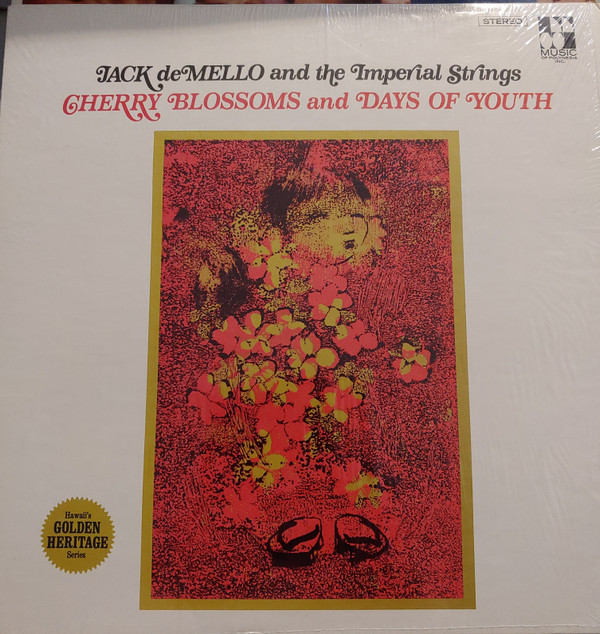 STEREO
MUSIC
OF POLYNESIA
INC.
JACK deMELLO and the Imperial Strings
CHERRY BLOSSOMS and DAYS OF YOUTH
Hawaii's
GOLDEN
HERITAGE
Series